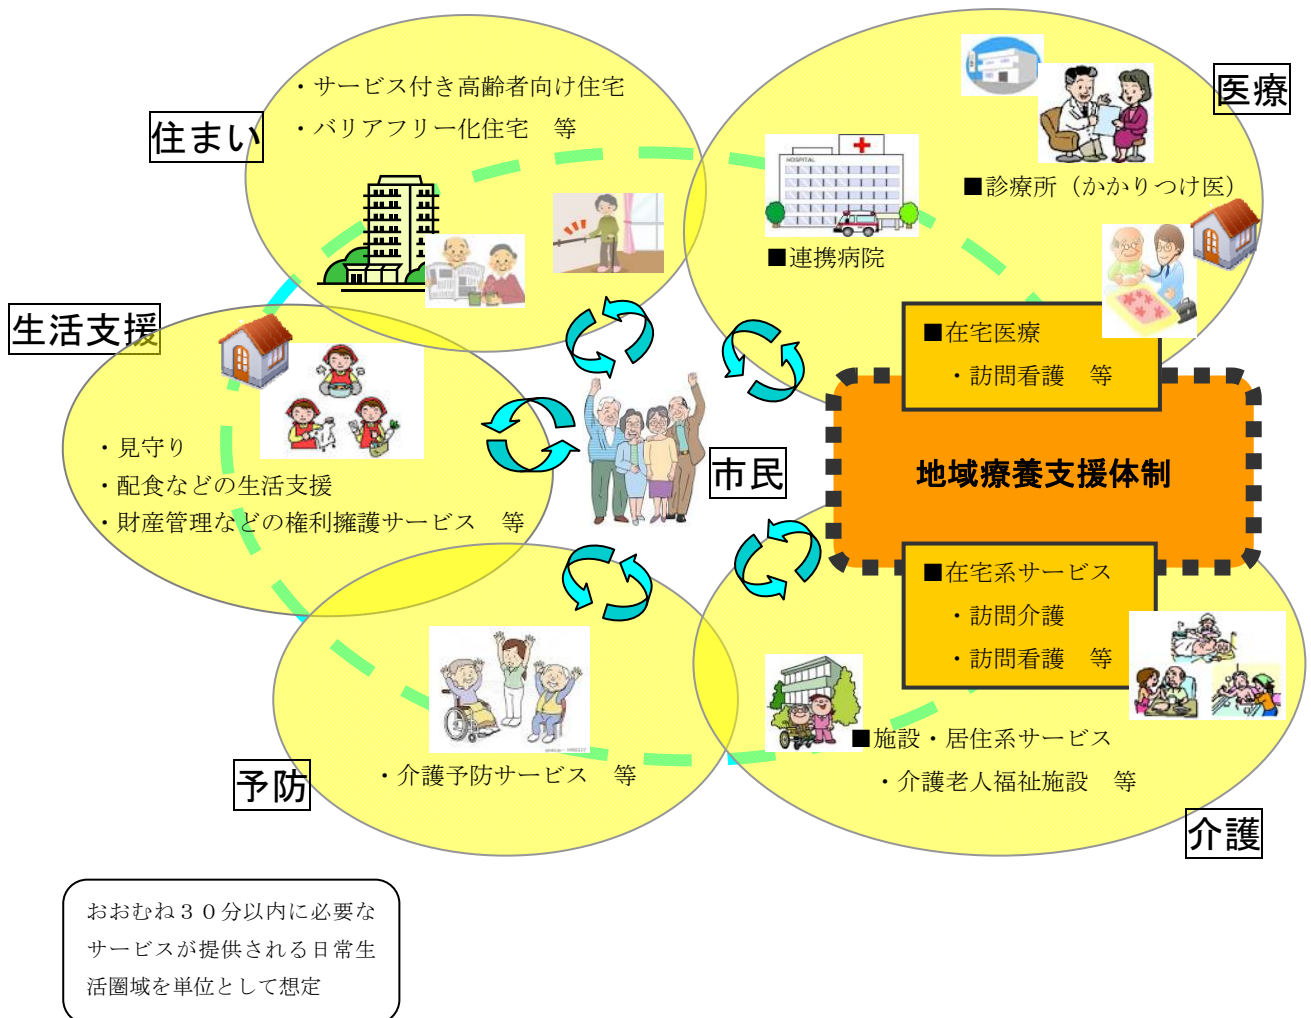 住まい
・サービス付き高齢者向け住宅
・バリアフリー化住宅　等
医療
■診療所（かかりつけ医）
HOSPITAL
■連携病院
■在宅医療
・訪問看護　等
生活支援
・見守り
・配食などの生活支援
・財産管理などの権利擁護サービス　等
市民
地域療養支援体制
■在宅系サービス
・訪問介護
・訪問看護　等
■施設・居住系サービス
・介護老人福祉施設　等
介護
予防
・介護予防サービス　等
おおむね３０分以内に必要な
サービスが提供される日常生
活圏域を単位として想定